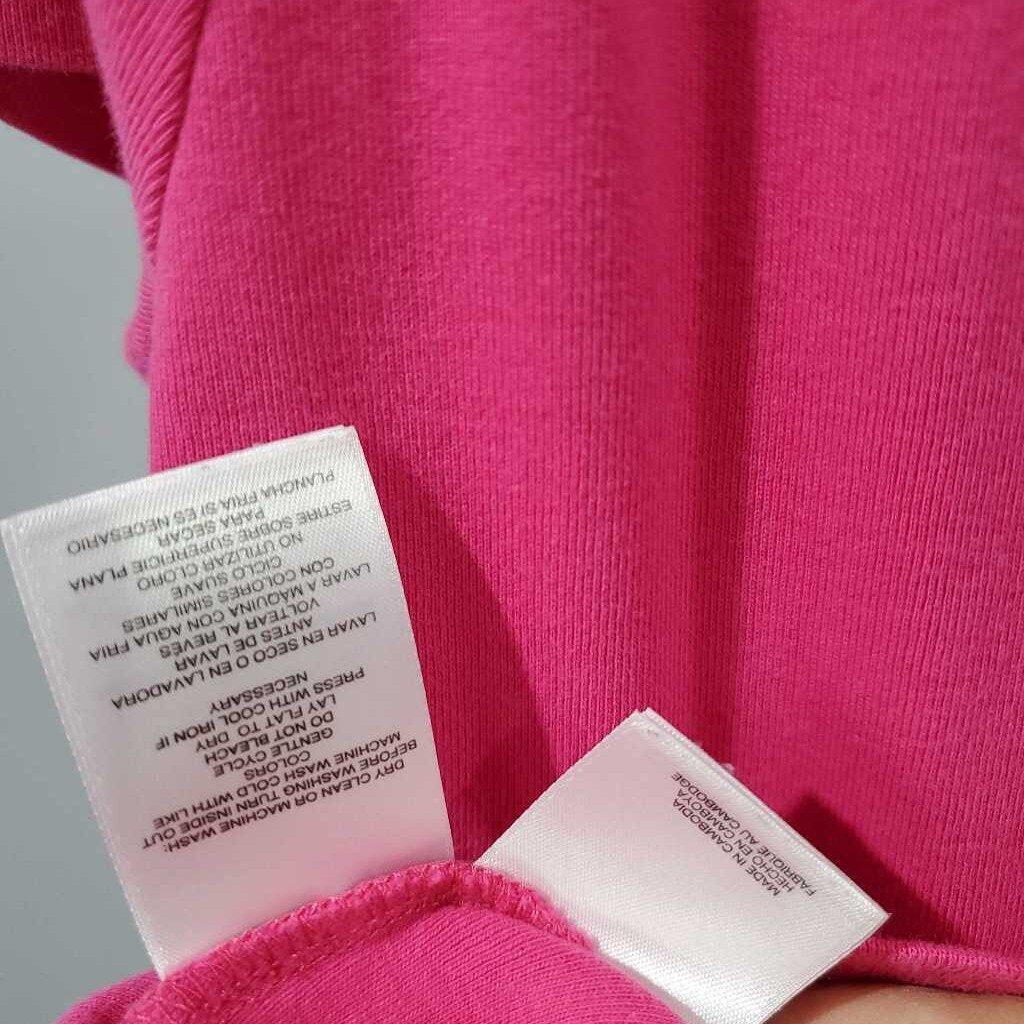 DRY CLEAN OR MACHINE WASH:
BEFORE WASHING TURN INSIDE OUT
MACHINE WASH COLD WITH LIKE
COLORS
GENTLE CYCLE
DO NOT BLEACH
LAY FLAT TO DRY
PRESS WITH COOL IRON IF
NECESSARY
LAVAR EN SECO O EN LAVADORA
ANTES DE LAVAR
VOLTEAR AL REVES
LAVAR A MAQUINA CON AGUA FRIA
CON COLORES SIMILARES
CICLO SUAVE
NO UTILIZAR CLORO
ESTIRE SOBRE SUPERFICIE PLANA
PARA SECAR
PLANCHA FRIA SI ES NECESARIO
MADE IN CAMBODIA
HECHO EN CAMBOYA
FABRIQUE AU CAMBODGE